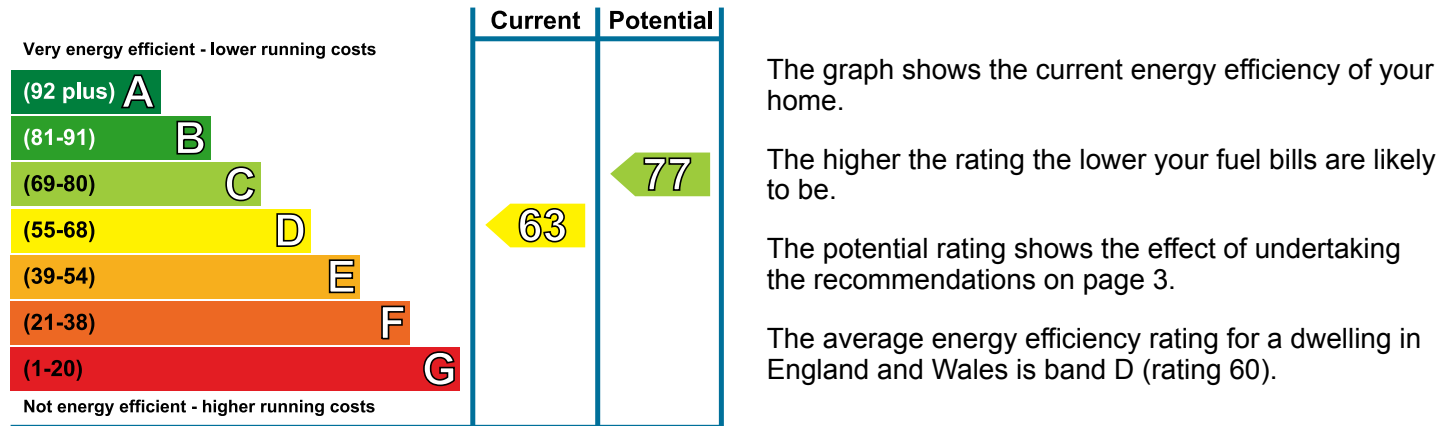 Current Potential
Very energy efficient - lower running costs
(92 plus) A
(81-91) B
(69-80) C
77
(55-68) D
63
(39-54) E
(21-38) F
(1-20) G
Not energy efficient - higher running costs
The graph shows the current energy efficiency of your
home.
The higher the rating the lower your fuel bills are likely
to be.
The potential rating shows the effect of undertaking
the recommendations on page 3.
The average energy efficiency rating for a dwelling in
England and Wales is band D (rating 60).